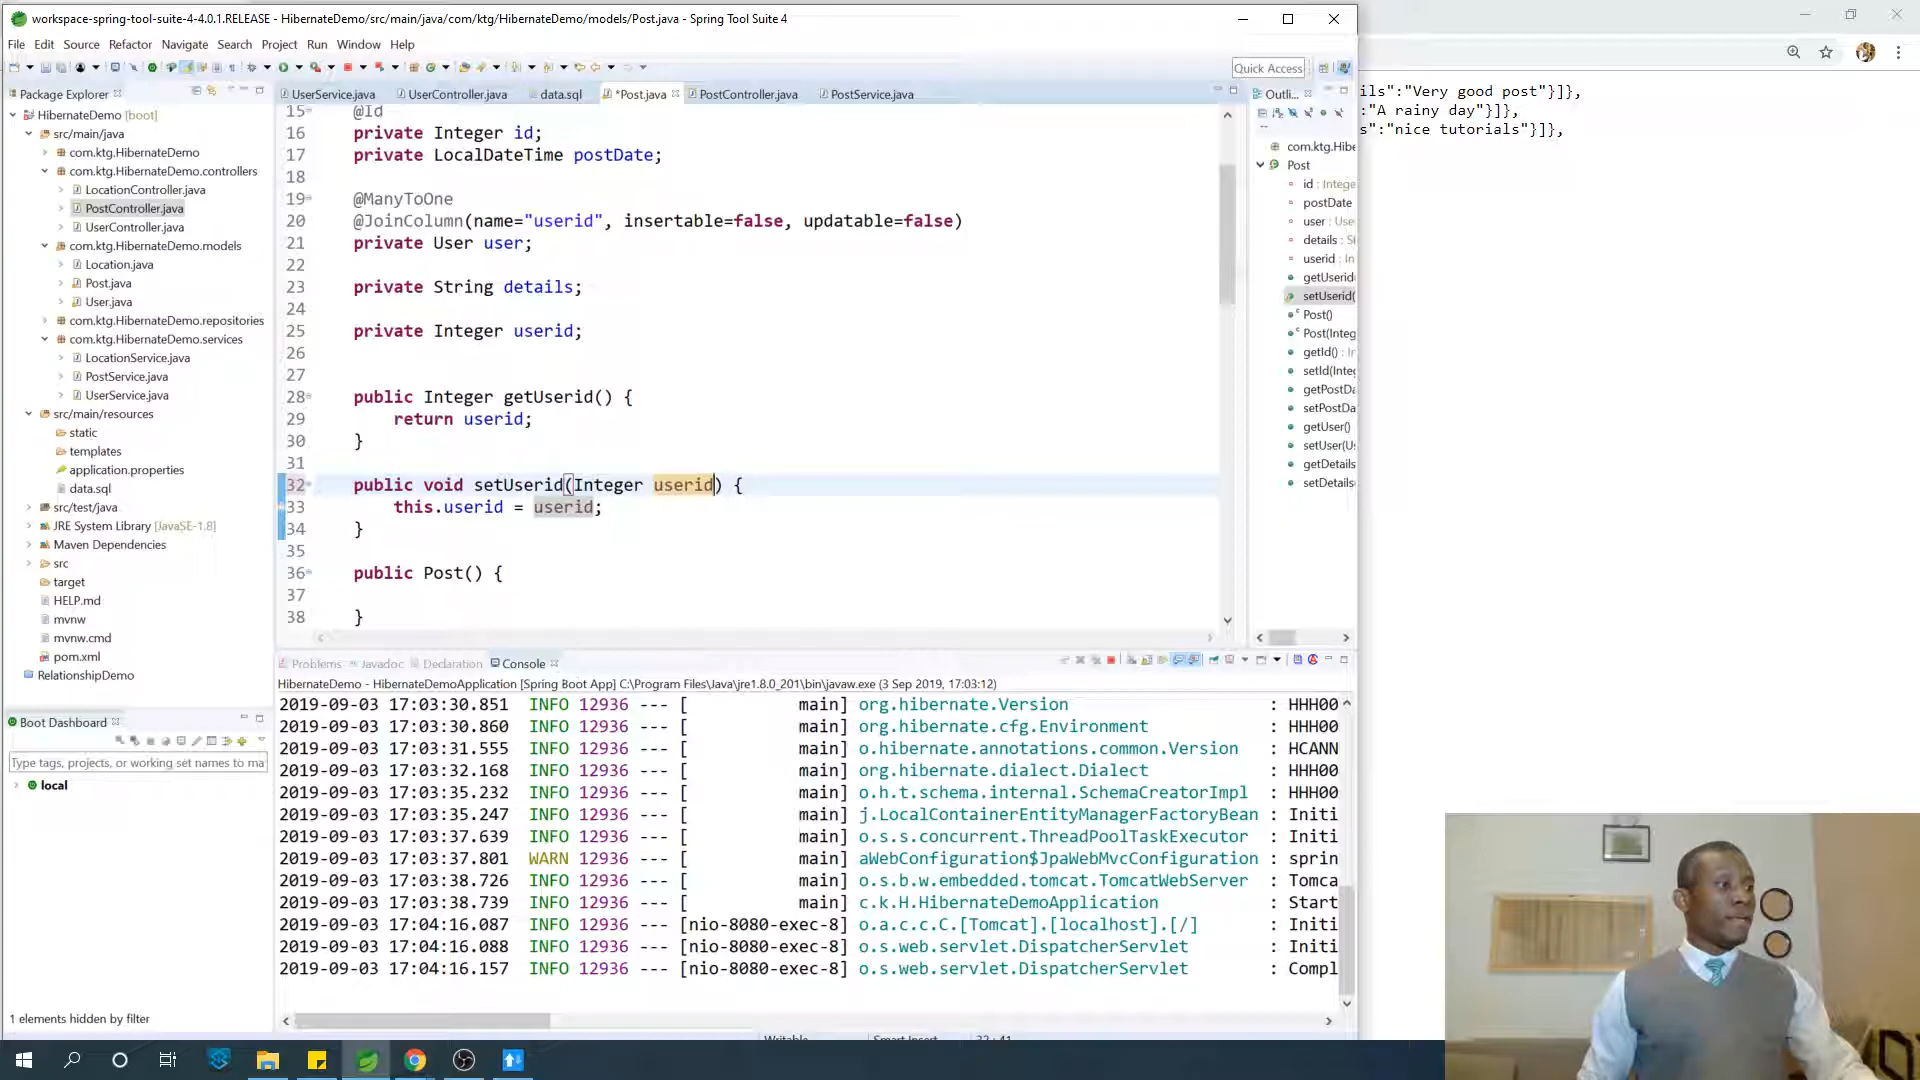 workspace-spring-tool-suite-4-4.0.1.RELEASE - HibernateDemo/src/main/java/com/ktg/HibernateDemo/models/Post.java - Spring Tool Suite 4
File Edit Source Refactor Navigate Search Project Run Window Help
Quick Access
Package Explorer
HibernateDemo [boot]
src/main/java
com.ktg.HibernateDemo
com.ktg.HibernateDemo.controllers
LocationController.java
PostController.java
UserController.java
com.ktg.HibernateDemo.models
Location.java
Post.java
User.java
com.ktg.HibernateDemo.repositories
com.ktg.HibernateDemo.services
LocationService.java
PostService.java
UserService.java
src/main/resources
static
templates
application.properties
data.sql
src/test/java
JRE System Library [JavaSE-1.8]
Maven Dependencies
src
target
HELP.md
mvnw
mvnw.cmd
pom.xml
RelationshipDemo
Boot Dashboard
Type tags, projects, or working set names to ma
local
1 elements hidden by filter
UserService.java UserController.java data.sql *Post.java PostController.java PostService.java
15 @Id
16 private Integer id;
17 private LocalDateTime postDate;
18
19 @ManyToOne
20 @JoinColumn(name="userid", insertable=false, updatable=false)
21 private User user;
22
23 private String details;
24
25 private Integer userid;
26
27
28 public Integer getUserid() {
29 return userid;
30 }
31
32 public void setUserid(Integer userid) {
33 this.userid = userid;
34 }
35
36 public Post() {
37
38 }
Outli...
com.ktg.Hibe
Post
id : Intege
postDate
user : Use
details : St
userid : In
getUserid
setUserid(
Post()
Post(Integ
getId() : I
setId(Integ
getPostDa
setPostDa
getUser()
setUser(U
getDetails
setDetails
Problems Javadoc Declaration Console
HibernateDemo - HibernateDemoApplication [Spring Boot App] C:\Program Files\Java\jre1.8.0_201\bin\javaw.exe (3 Sep 2019, 17:03:12)
2019-09-03 17:03:30.851 INFO 12936 --- [ main] org.hibernate.Version : HHH00
2019-09-03 17:03:30.860 INFO 12936 --- [ main] org.hibernate.cfg.Environment : HHH00
2019-09-03 17:03:31.555 INFO 12936 --- [ main] o.hibernate.annotations.common.Version : HCANN
2019-09-03 17:03:32.168 INFO 12936 --- [ main] org.hibernate.dialect.Dialect : HHH00
2019-09-03 17:03:35.232 INFO 12936 --- [ main] o.h.t.schema.internal.SchemaCreatorImpl : HHH00
2019-09-03 17:03:35.247 INFO 12936 --- [ main] j.LocalContainerEntityManagerFactoryBean : Initi
2019-09-03 17:03:37.639 INFO 12936 --- [ main] o.s.s.concurrent.ThreadPoolTaskExecutor : Initi
2019-09-03 17:03:37.801 WARN 12936 --- [ main] aWebConfiguration$JpaWebMvcConfiguration : sprin
2019-09-03 17:03:38.726 INFO 12936 --- [ main] o.s.b.w.embedded.tomcat.TomcatWebServer : Tomca
2019-09-03 17:03:38.739 INFO 12936 --- [ main] c.k.H.HibernateDemoApplication : Start
2019-09-03 17:04:16.087 INFO 12936 --- [nio-8080-exec-8] o.a.c.c.C.[Tomcat].[localhost].[/] : Initi
2019-09-03 17:04:16.088 INFO 12936 --- [nio-8080-exec-8] o.s.web.servlet.DispatcherServlet : Initi
2019-09-03 17:04:16.157 INFO 12936 --- [nio-8080-exec-8] o.s.web.servlet.DispatcherServlet : Compl
ils":"Very good post"}]},
:"A rainy day"}]},
s":"nice tutorials"}]},